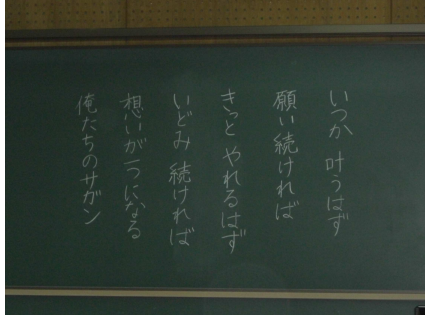 いつか 叶うはず
願い続ければ
きっと やれるはず
いどみ 続ければ
想いが一つになる
俺たちのサガン